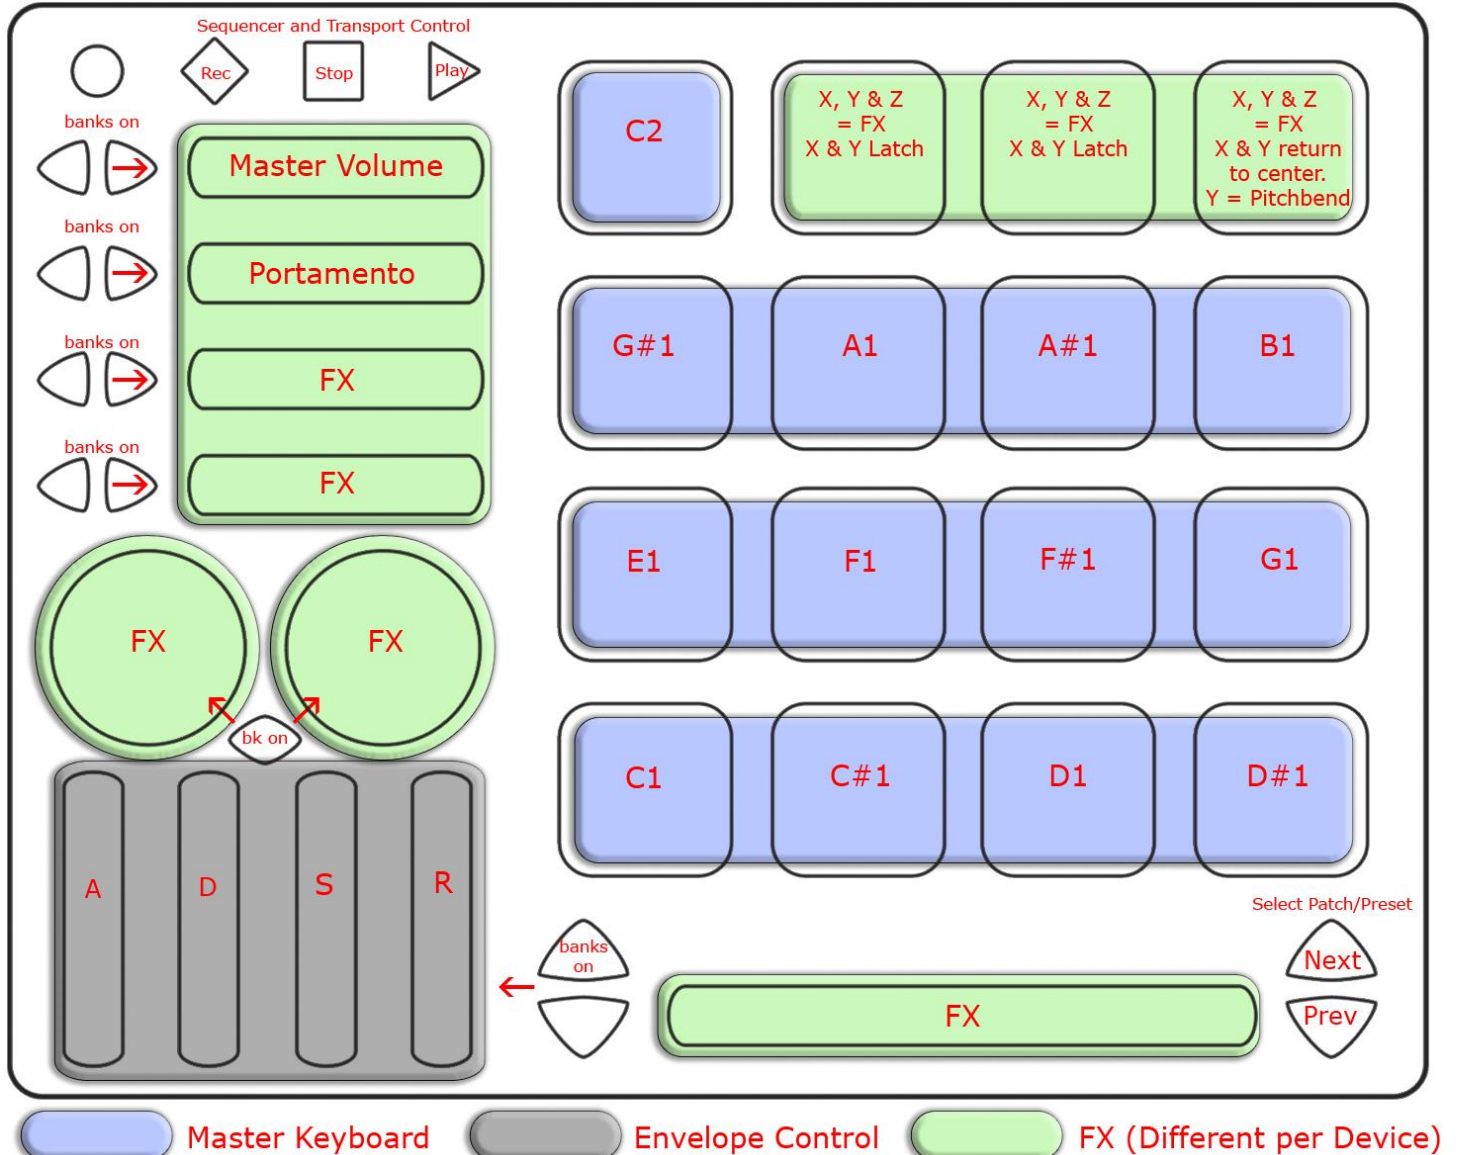 Sequencer and Transport Control
Rec
Stop
Play
banks on
Master Volume
banks on
Portamento
banks on
FX
banks on
FX
FX
FX
bk on
A
D
S
R
C2
X, Y & Z
= FX
X & Y Latch
X, Y & Z
= FX
X & Y Latch
X, Y & Z
= FX
X & Y return
to center.
Y = Pitchbend
G#1
A1
A#1
B1
E1
F1
F#1
G1
C1
C#1
D1
D#1
banks
on
FX
Select Patch/Preset
Next
Prev
Master Keyboard
Envelope Control
FX (Different per Device)